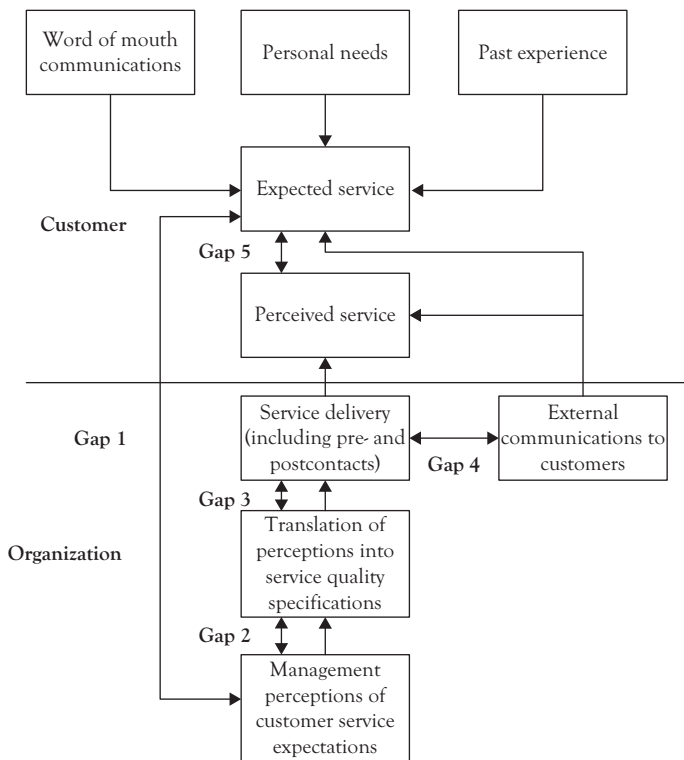 Word of mouth
communications
Personal needs
Past experience
Expected service
Customer
Gap 5
Perceived service
Gap 1
Service delivery
(including pre- and
postcontacts)
Gap 4
External
communications to
customers
Gap 3
Organization
Translation of
perceptions into
service quality
specifications
Gap 2
Management
perceptions of
customer service
expectations